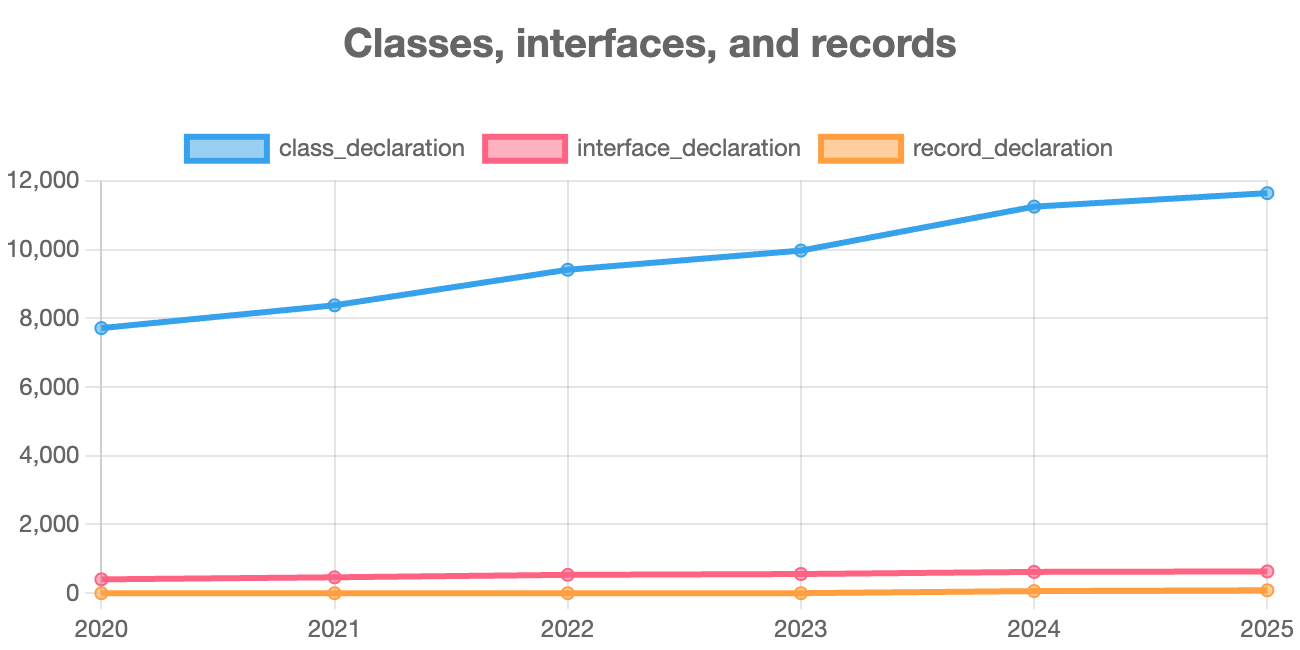 Classes, interfaces, and records
class_declaration interface_declaration record_declaration
12,000
10,000
8,000
6,000
4,000
2,000
0
2020 2021 2022 2023 2024 2025